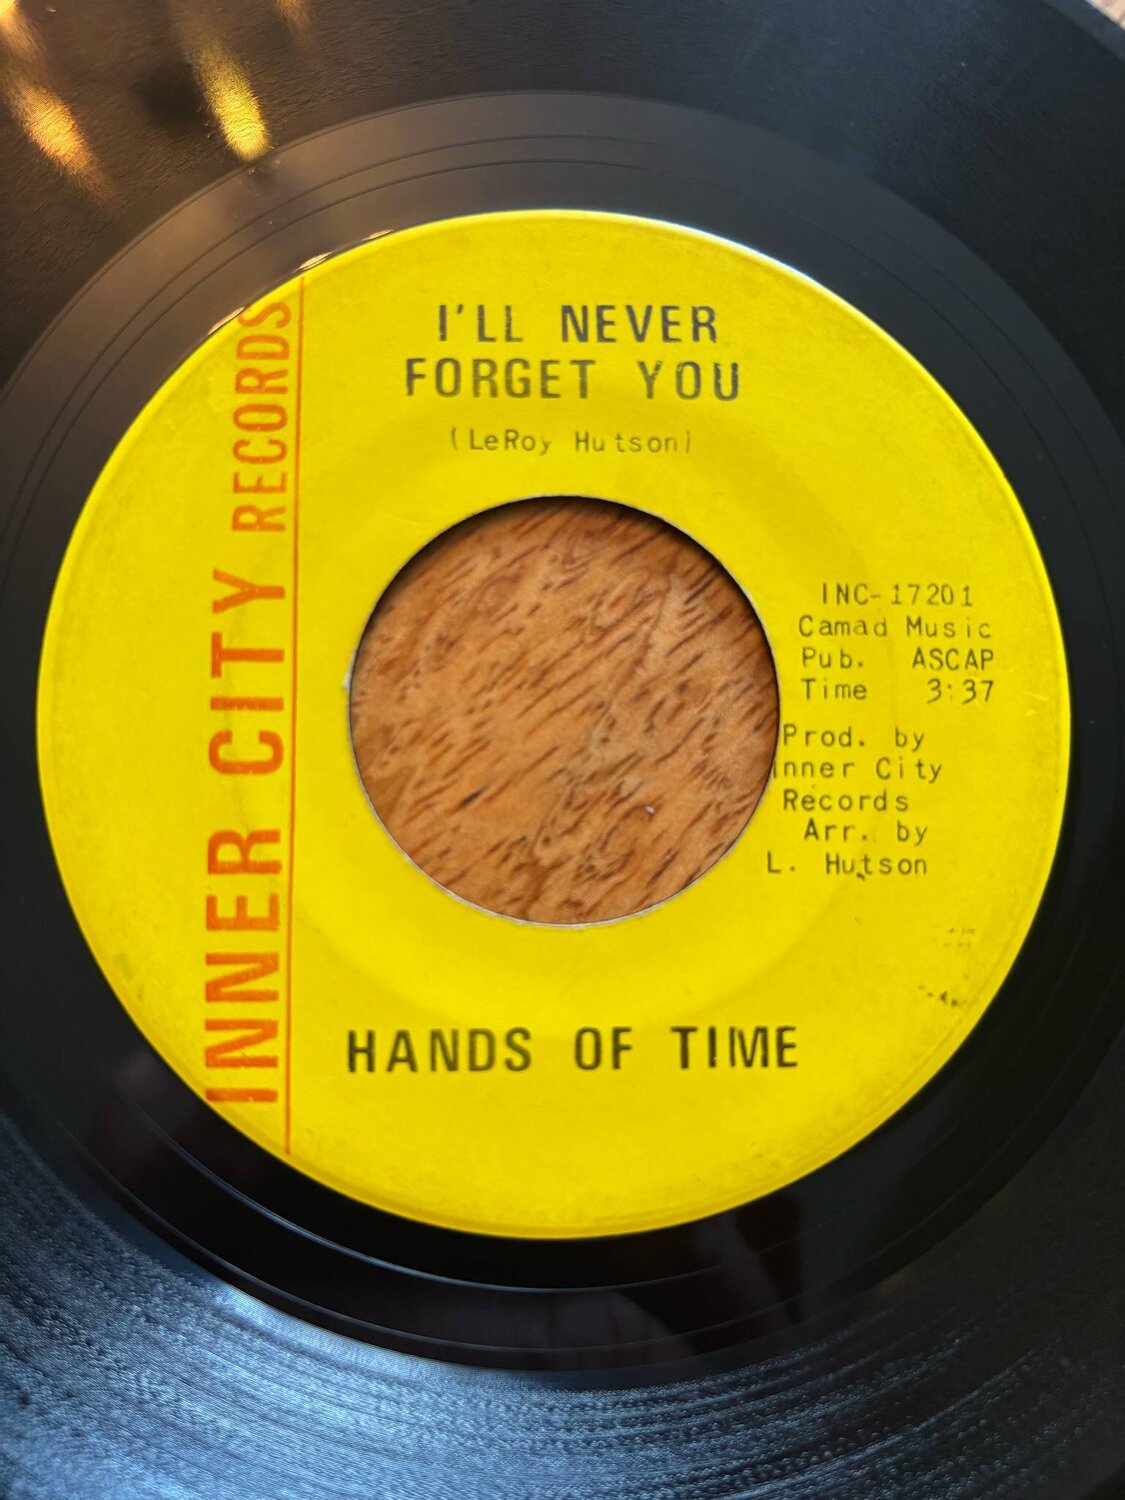 INNER CITY RECORDS
I'LL NEVER
FORGET YOU
(LeRoy Hutson)
INC-17201
Camad Music
Pub. ASCAP
Time 3:37
Prod. by
Inner City
Records
Arr. by
L. Hutson
HANDS OF TIME